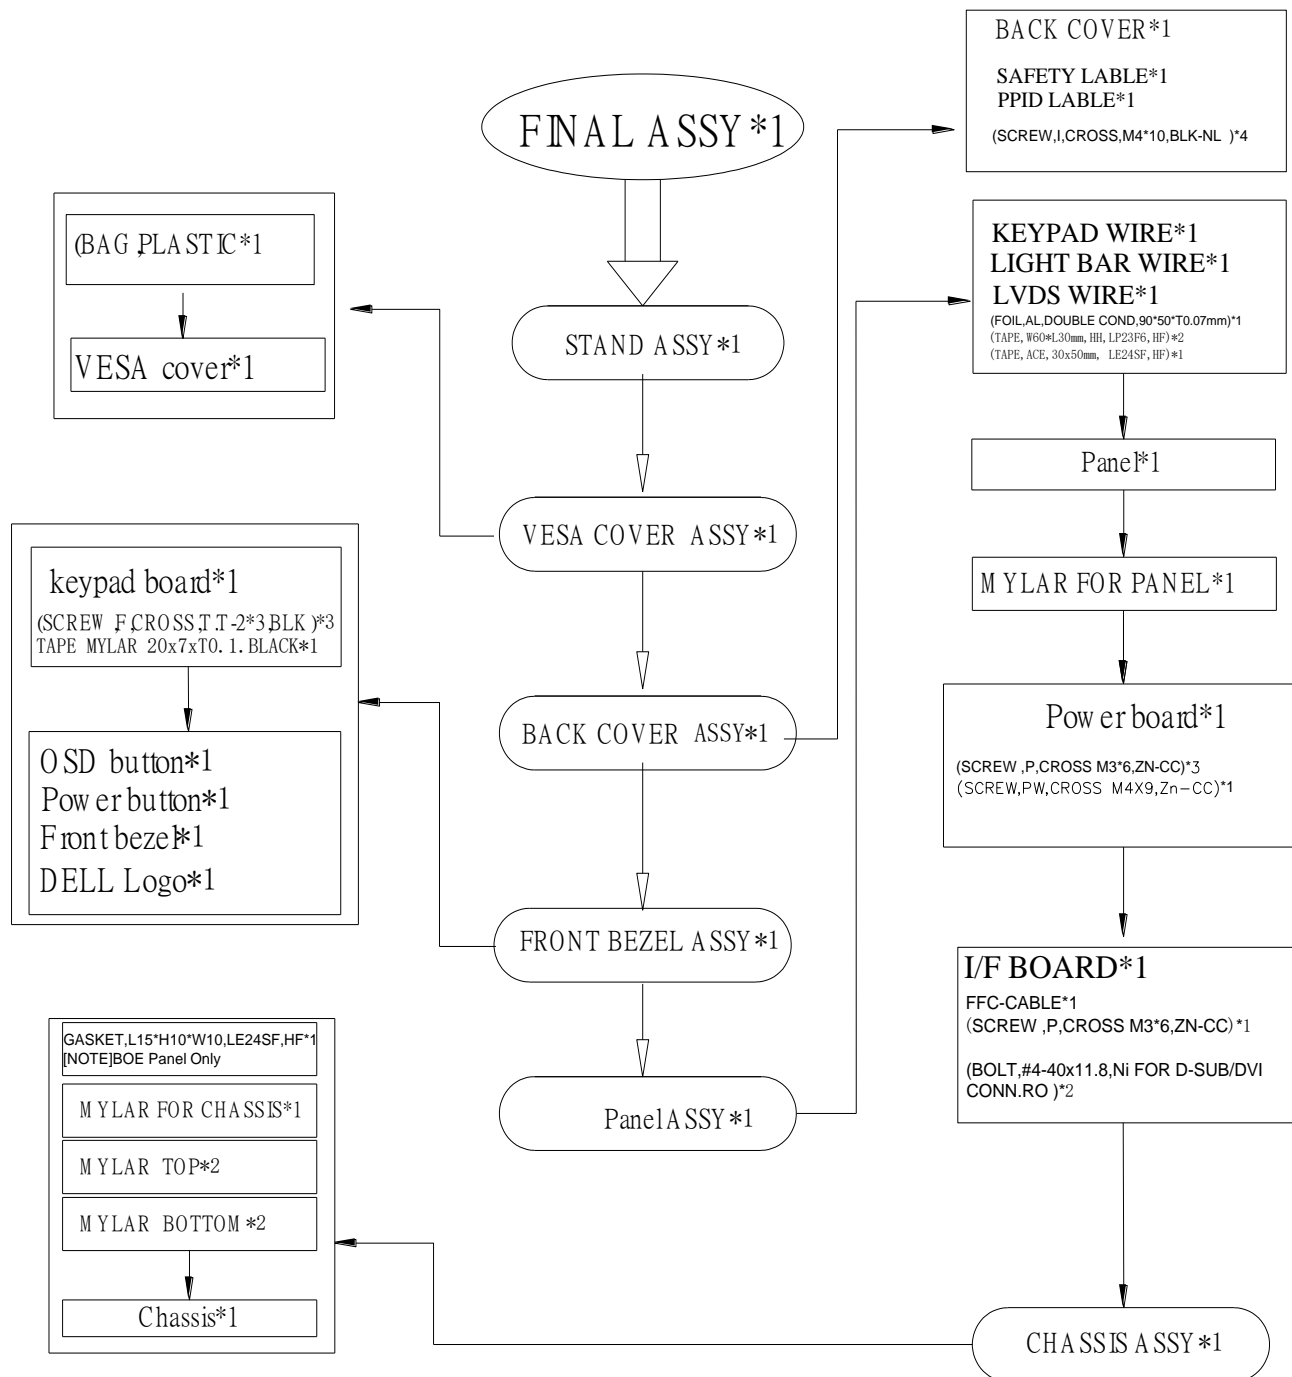 FINAL ASSY*1
STAND ASSY*1
VESA COVER ASSY*1
BACK COVER ASSY*1
FRONT BEZEL ASSY*1
Panel ASSY*1
(BAG,PLASTIC*1
VESA cover*1
keypad board*1
(SCREW,F,CROSS,T.T-2*3,BLK)*3
TAPE MYLAR 20x7xT0.1.BLACK*1
OSD button*1
Power button*1
Front bezel*1
DELL Logo*1
GASKET,L15*H10*W10,LE24SF,HF*1
[NOTE]BOE Panel Only
MYLAR FOR CHASSIS*1
MYLAR TOP*2
MYLAR BOTTOM*2
Chassis*1
BACK COVER*1
SAFETY LABLE*1
PPID LABLE*1
(SCREW,I,CROSS,M4*10,BLK-NL )*4
KEYPAD WIRE*1
LIGHT BAR WIRE*1
LVDS WIRE*1
(FOIL,AL,DOUBLE COND,90*50*T0.07mm)*1
(TAPE,W60*L30mm,HH,LP23F6,HF)*2
(TAPE,ACE,30x50mm, LE24SF,HF)*1
Panel*1
MYLAR FOR PANEL*1
Power board*1
(SCREW ,P,CROSS M3*6,ZN-CC)*3
(SCREW,PW,CROSS M4X9,Zn-CC)*1
I/F BOARD*1
FFC-CABLE*1
(SCREW ,P,CROSS M3*6,ZN-CC)*1
(BOLT,#4-40x11.8,Ni FOR D-SUB/DVI
CONN.RO )*2
CHASSIS ASSY*1